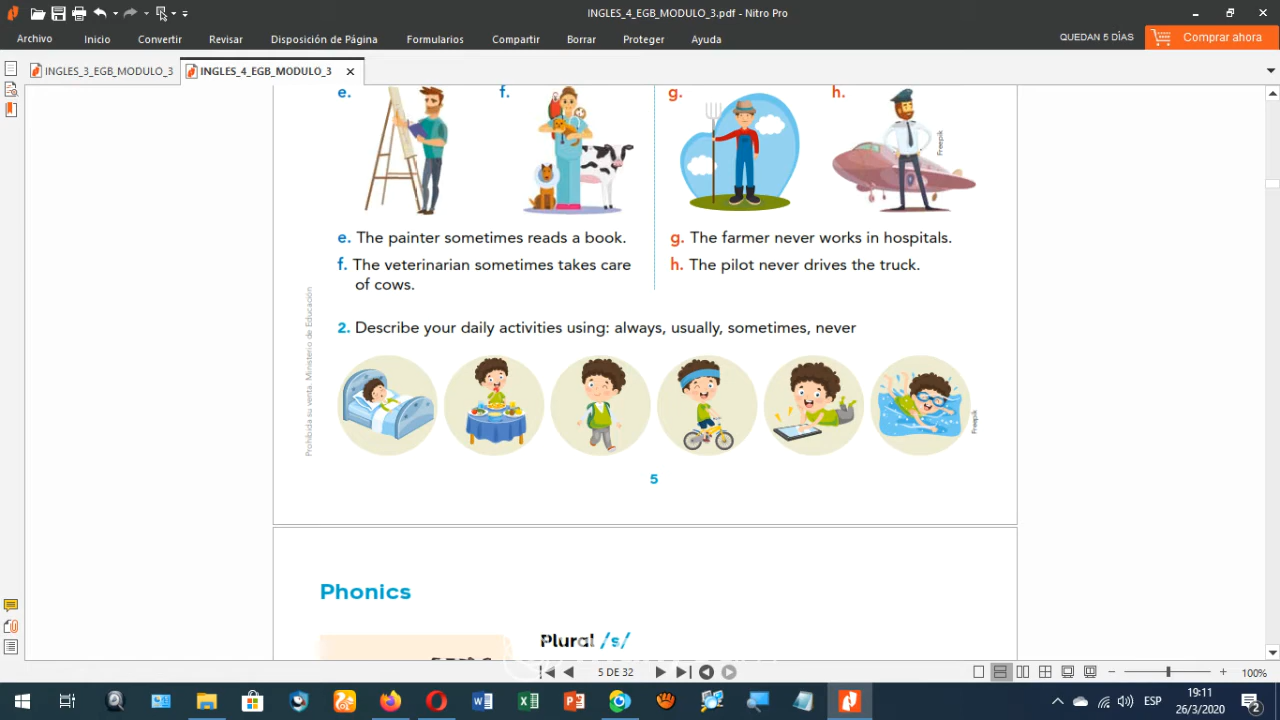 INGLES_4_EGB_MODULO_3.pdf - Nitro Pro
Archivo Inicio Convertir Revisar Disposición de Página Formularios Compartir Borrar Proteger Ayuda QUEDAN 5 DÍAS Comprar ahora
INGLES_3_EGB_MODULO_3 INGLES_4_EGB_MODULO_3
e. f. g. h.
Freepik
e. The painter sometimes reads a book.
f. The veterinarian sometimes takes care
of cows.
g. The farmer never works in hospitals.
h. The pilot never drives the truck.
Prohibida su venta. Ministerio de Educación
2. Describe your daily activities using: always, usually, sometimes, never
Freepik
5
Phonics
Plural /s/
5 DE 32 100%
ESP 19:11
26/3/2020 2